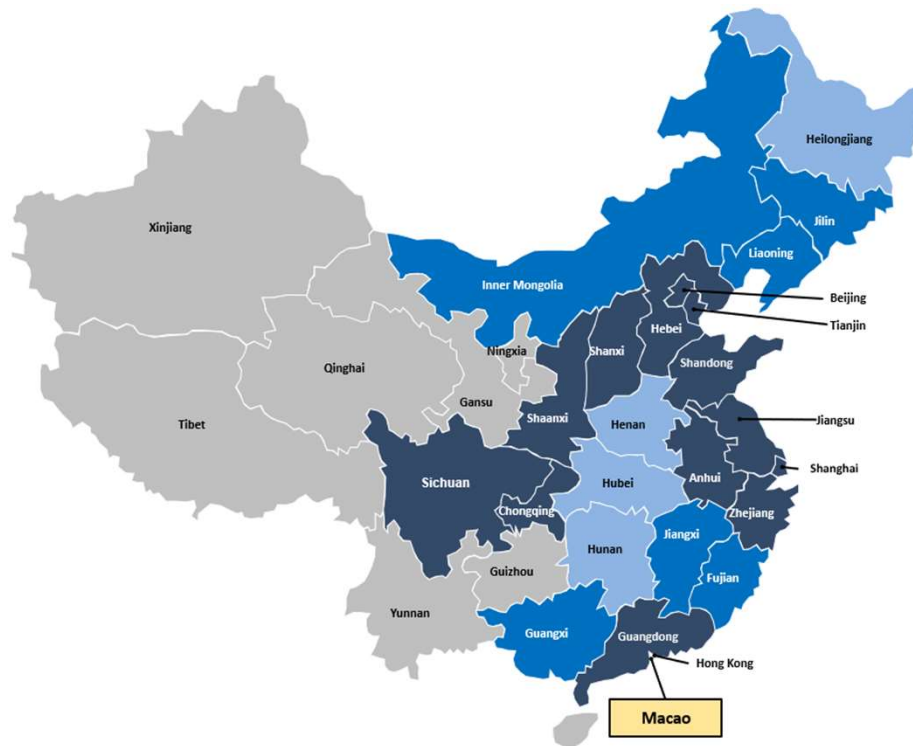 Heilongjiang
Xinjiang
Jilin
Liaoning
Inner Mongolia
Beijing
Tianjin
Hebei
Ningxia
Shanxi
Qinghai
Shandong
Gansu
Tibet
Shaanxi
Henan
Jiangsu
Shanghai
Sichuan
Anhui
Hubei
Chongqing
Zhejiang
Jiangxi
Hunan
Guizhou
Fujian
Yunnan
Guangxi
Guangdong
Hong Kong
Macao